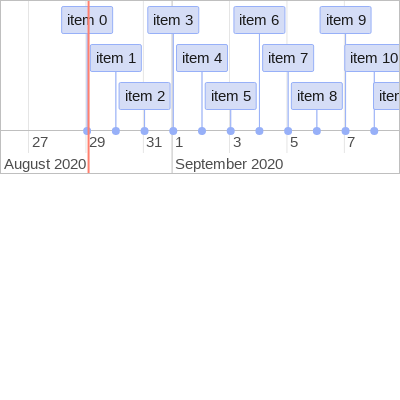 item 0 item 3 item 6 item 9
item 1 item 4 item 7 item 10
item 2 item 5 item 8
27 29 31 1 3 5 7
August 2020 September 2020